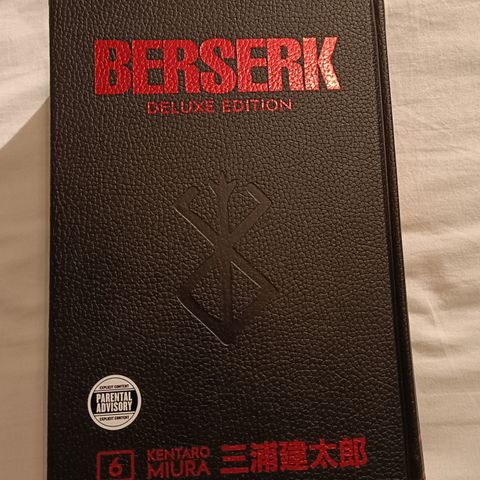 BERSERK
DELUXE EDITION
EXPLICIT CONTENT
PARENTAL
ADVISORY
EXPLICIT CONTENT
6
KENTARO
MIURA
三浦建太郎